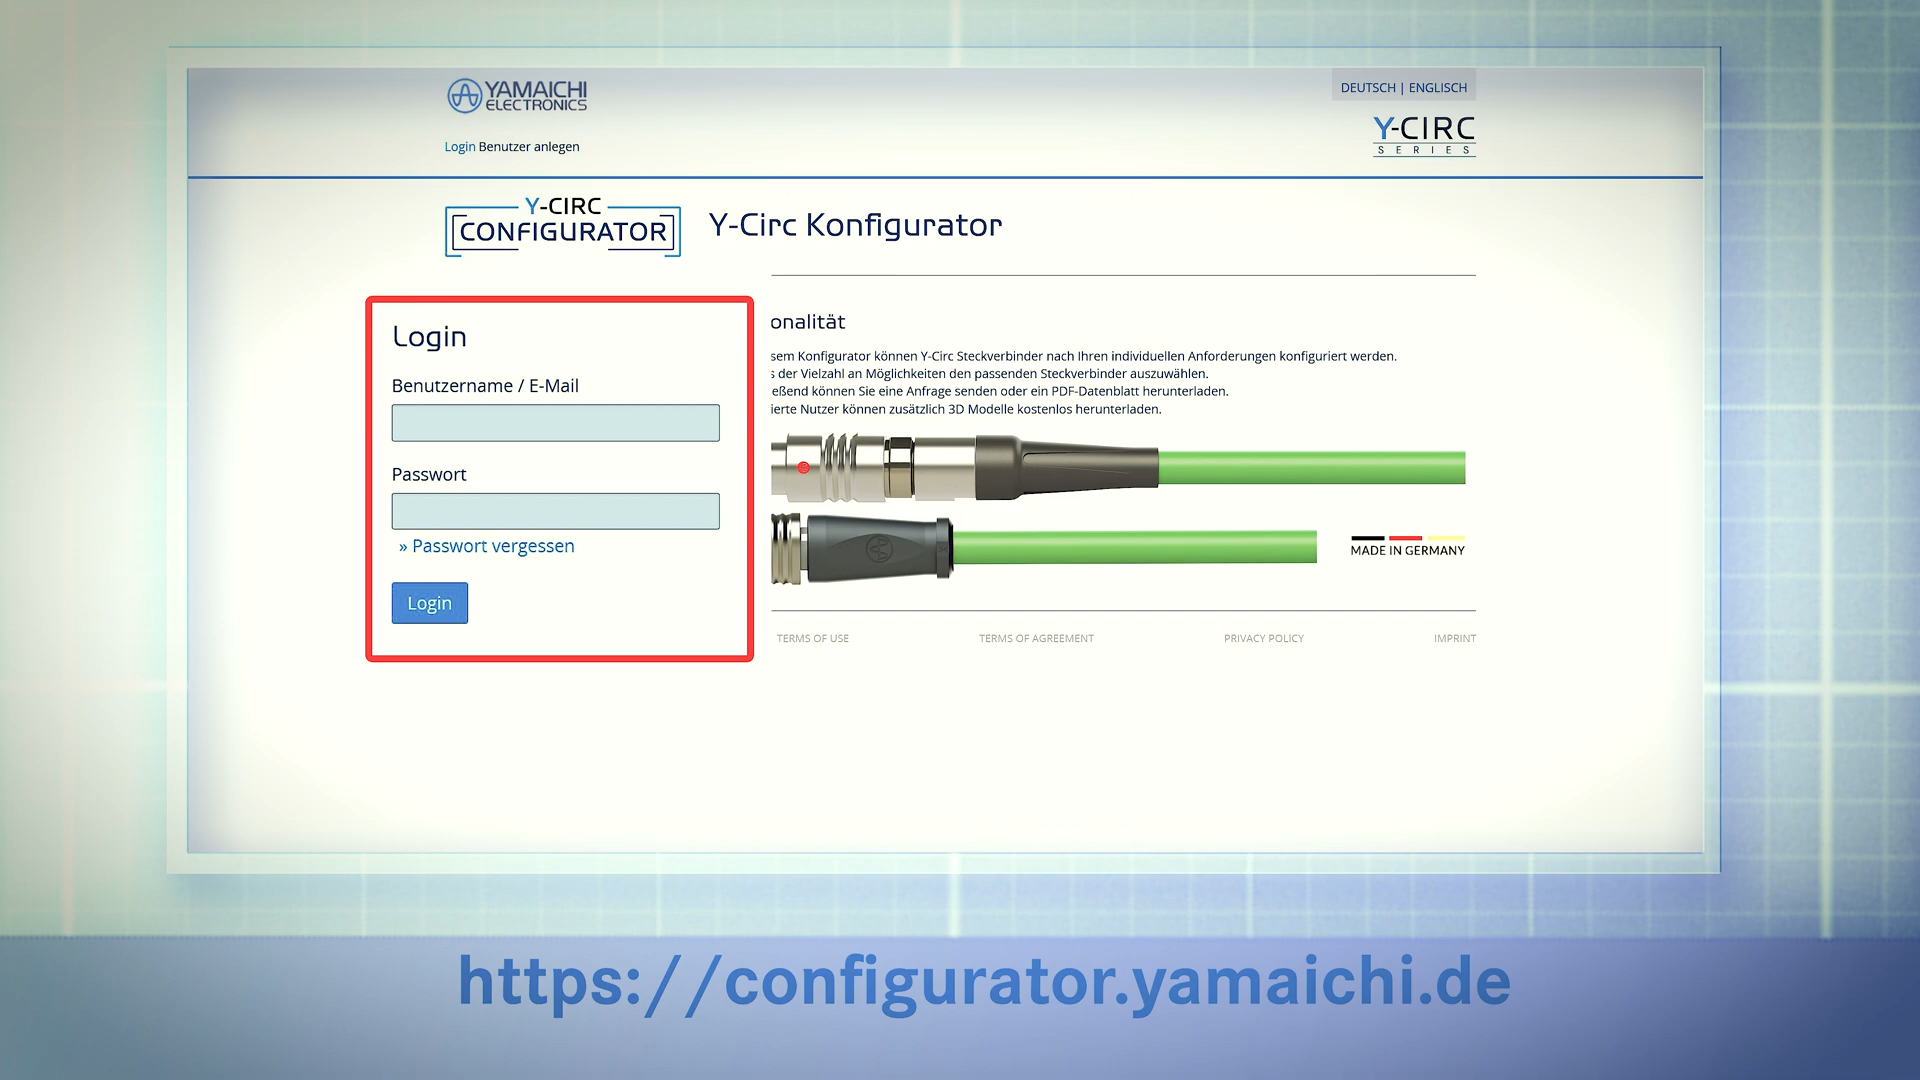 YAMAICHI
ELECTRONICS
DEUTSCH | ENGLISCH
Y-CIRC
SERIES
Login Benutzer anlegen
Y-CIRC
CONFIGURATOR
Y-Circ Konfigurator
Login
Benutzername / E-Mail
Passwort
» Passwort vergessen
Login
onalität
sem Konfigurator können Y-Circ Steckverbinder nach Ihren individuellen Anforderungen konfiguriert werden.
s der Vielzahl an Möglichkeiten den passenden Steckverbinder auszuwählen.
eßend können Sie eine Anfrage senden oder ein PDF-Datenblatt herunterladen.
ierte Nutzer können zusätzlich 3D Modelle kostenlos herunterladen.
MADE IN GERMANY
TERMS OF USE
TERMS OF AGREEMENT
PRIVACY POLICY
IMPRINT
https://configurator.yamaichi.de